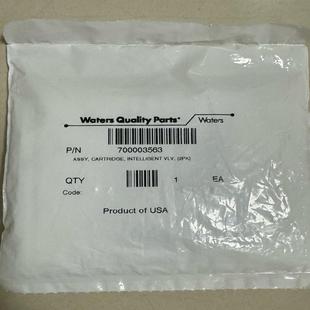 Waters Quality Parts® Waters
P/N 700003563
ASSY, CARTRIDGE, INTELLIGENT VLV, (2PK)
QTY 1 EA
Code:
Product of USA